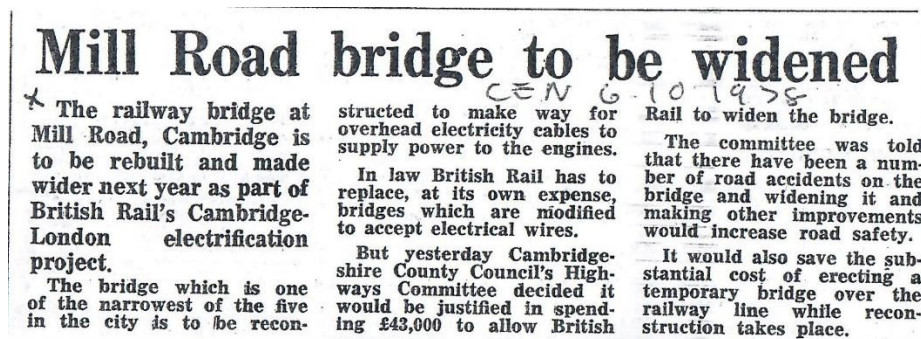 Mill Road bridge to be widened
CEN 6 10 1978
x The railway bridge at
Mill Road, Cambridge is
to be rebuilt and made
wider next year as part of
British Rail's Cambridge-
London electrification
project.
The bridge which is one
of the narrowest of the five
in the city is to be recon-
structed to make way for
overhead electricity cables to
supply power to the engines.
In law British Rail has to
replace, at its own expense,
bridges which are modified
to accept electrical wires.
But yesterday Cambridge-
shire County Council's High-
ways Committee decided it
would be justified in spend-
ing £43,000 to allow British
Rail to widen the bridge.
The committee was told
that there have been a num-
ber of road accidents on the
bridge and widening it and
making other improvements
would increase road safety.
It would also save the sub-
stantial cost of erecting a
temporary bridge over the
railway line while recon-
struction takes place.